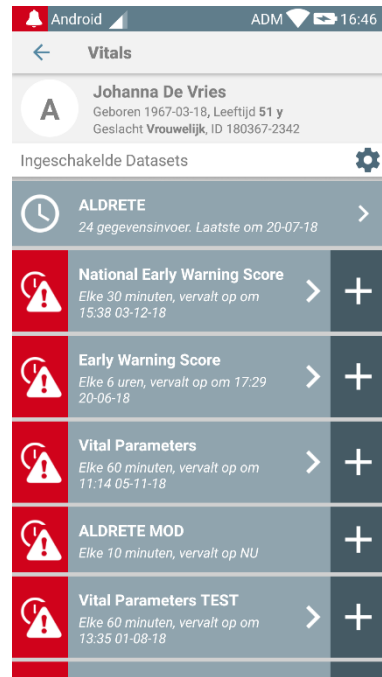 Android ADM 16:46
Vitals
A
Johanna De Vries
Geboren 1967-03-18, Leeftijd 51 y
Geslacht Vrouwelijk, ID 180367-2342
Ingeschakelde Datasets
ALDRETE
24 gegevensinvoer. Laatste om 20-07-18
National Early Warning Score
Elke 30 minuten, vervalt op om
15:38 03-12-18
Early Warning Score
Elke 6 uren, vervalt op om 17:29
20-06-18
Vital Parameters
Elke 60 minuten, vervalt op om
11:14 05-11-18
ALDRETE MOD
Elke 10 minuten, vervalt op NU
Vital Parameters TEST
Elke 60 minuten, vervalt op om
13:35 01-08-18